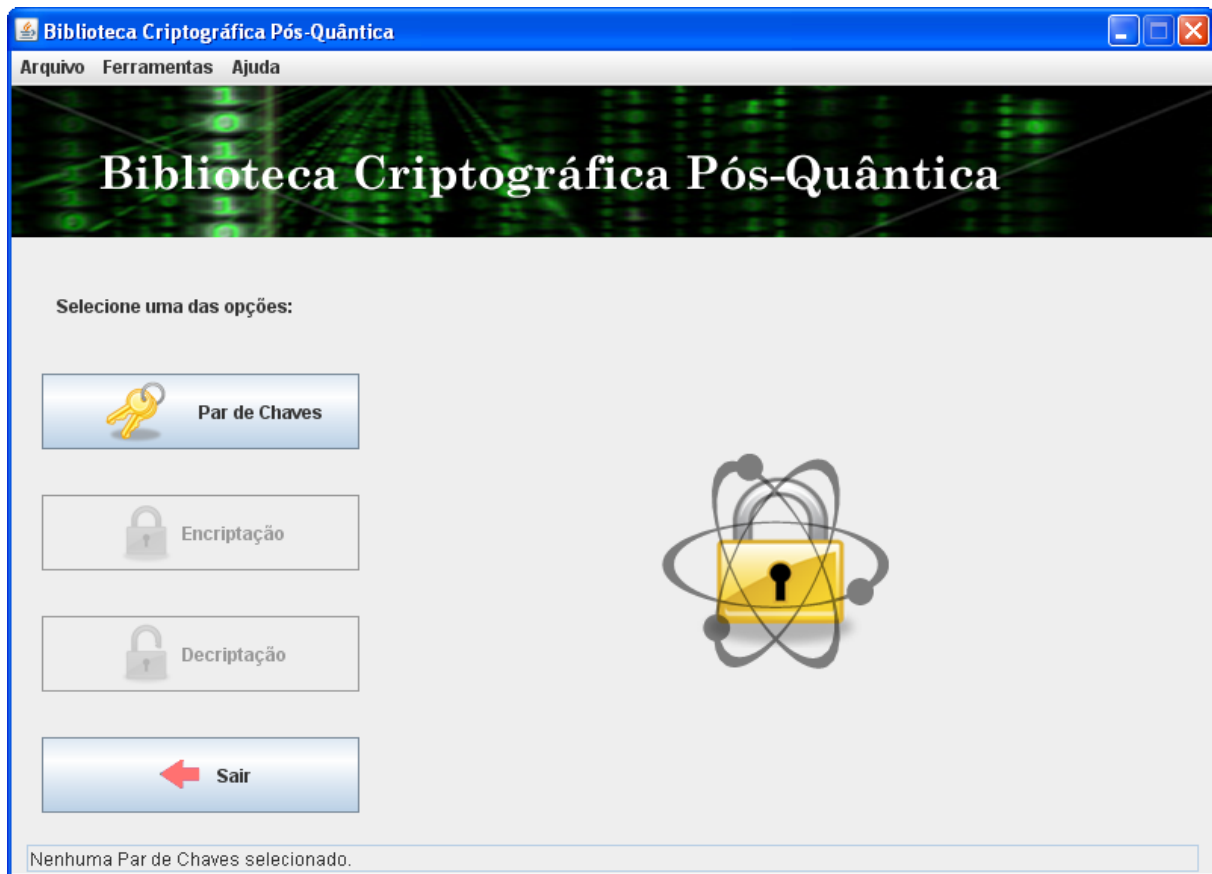 Biblioteca Criptográfica Pós-Quântica
Arquivo Ferramentas Ajuda
Biblioteca Criptográfica Pós-Quântica
Selecione uma das opções:
Par de Chaves
Encriptação
Decriptação
Sair
Nenhuma Par de Chaves selecionado.